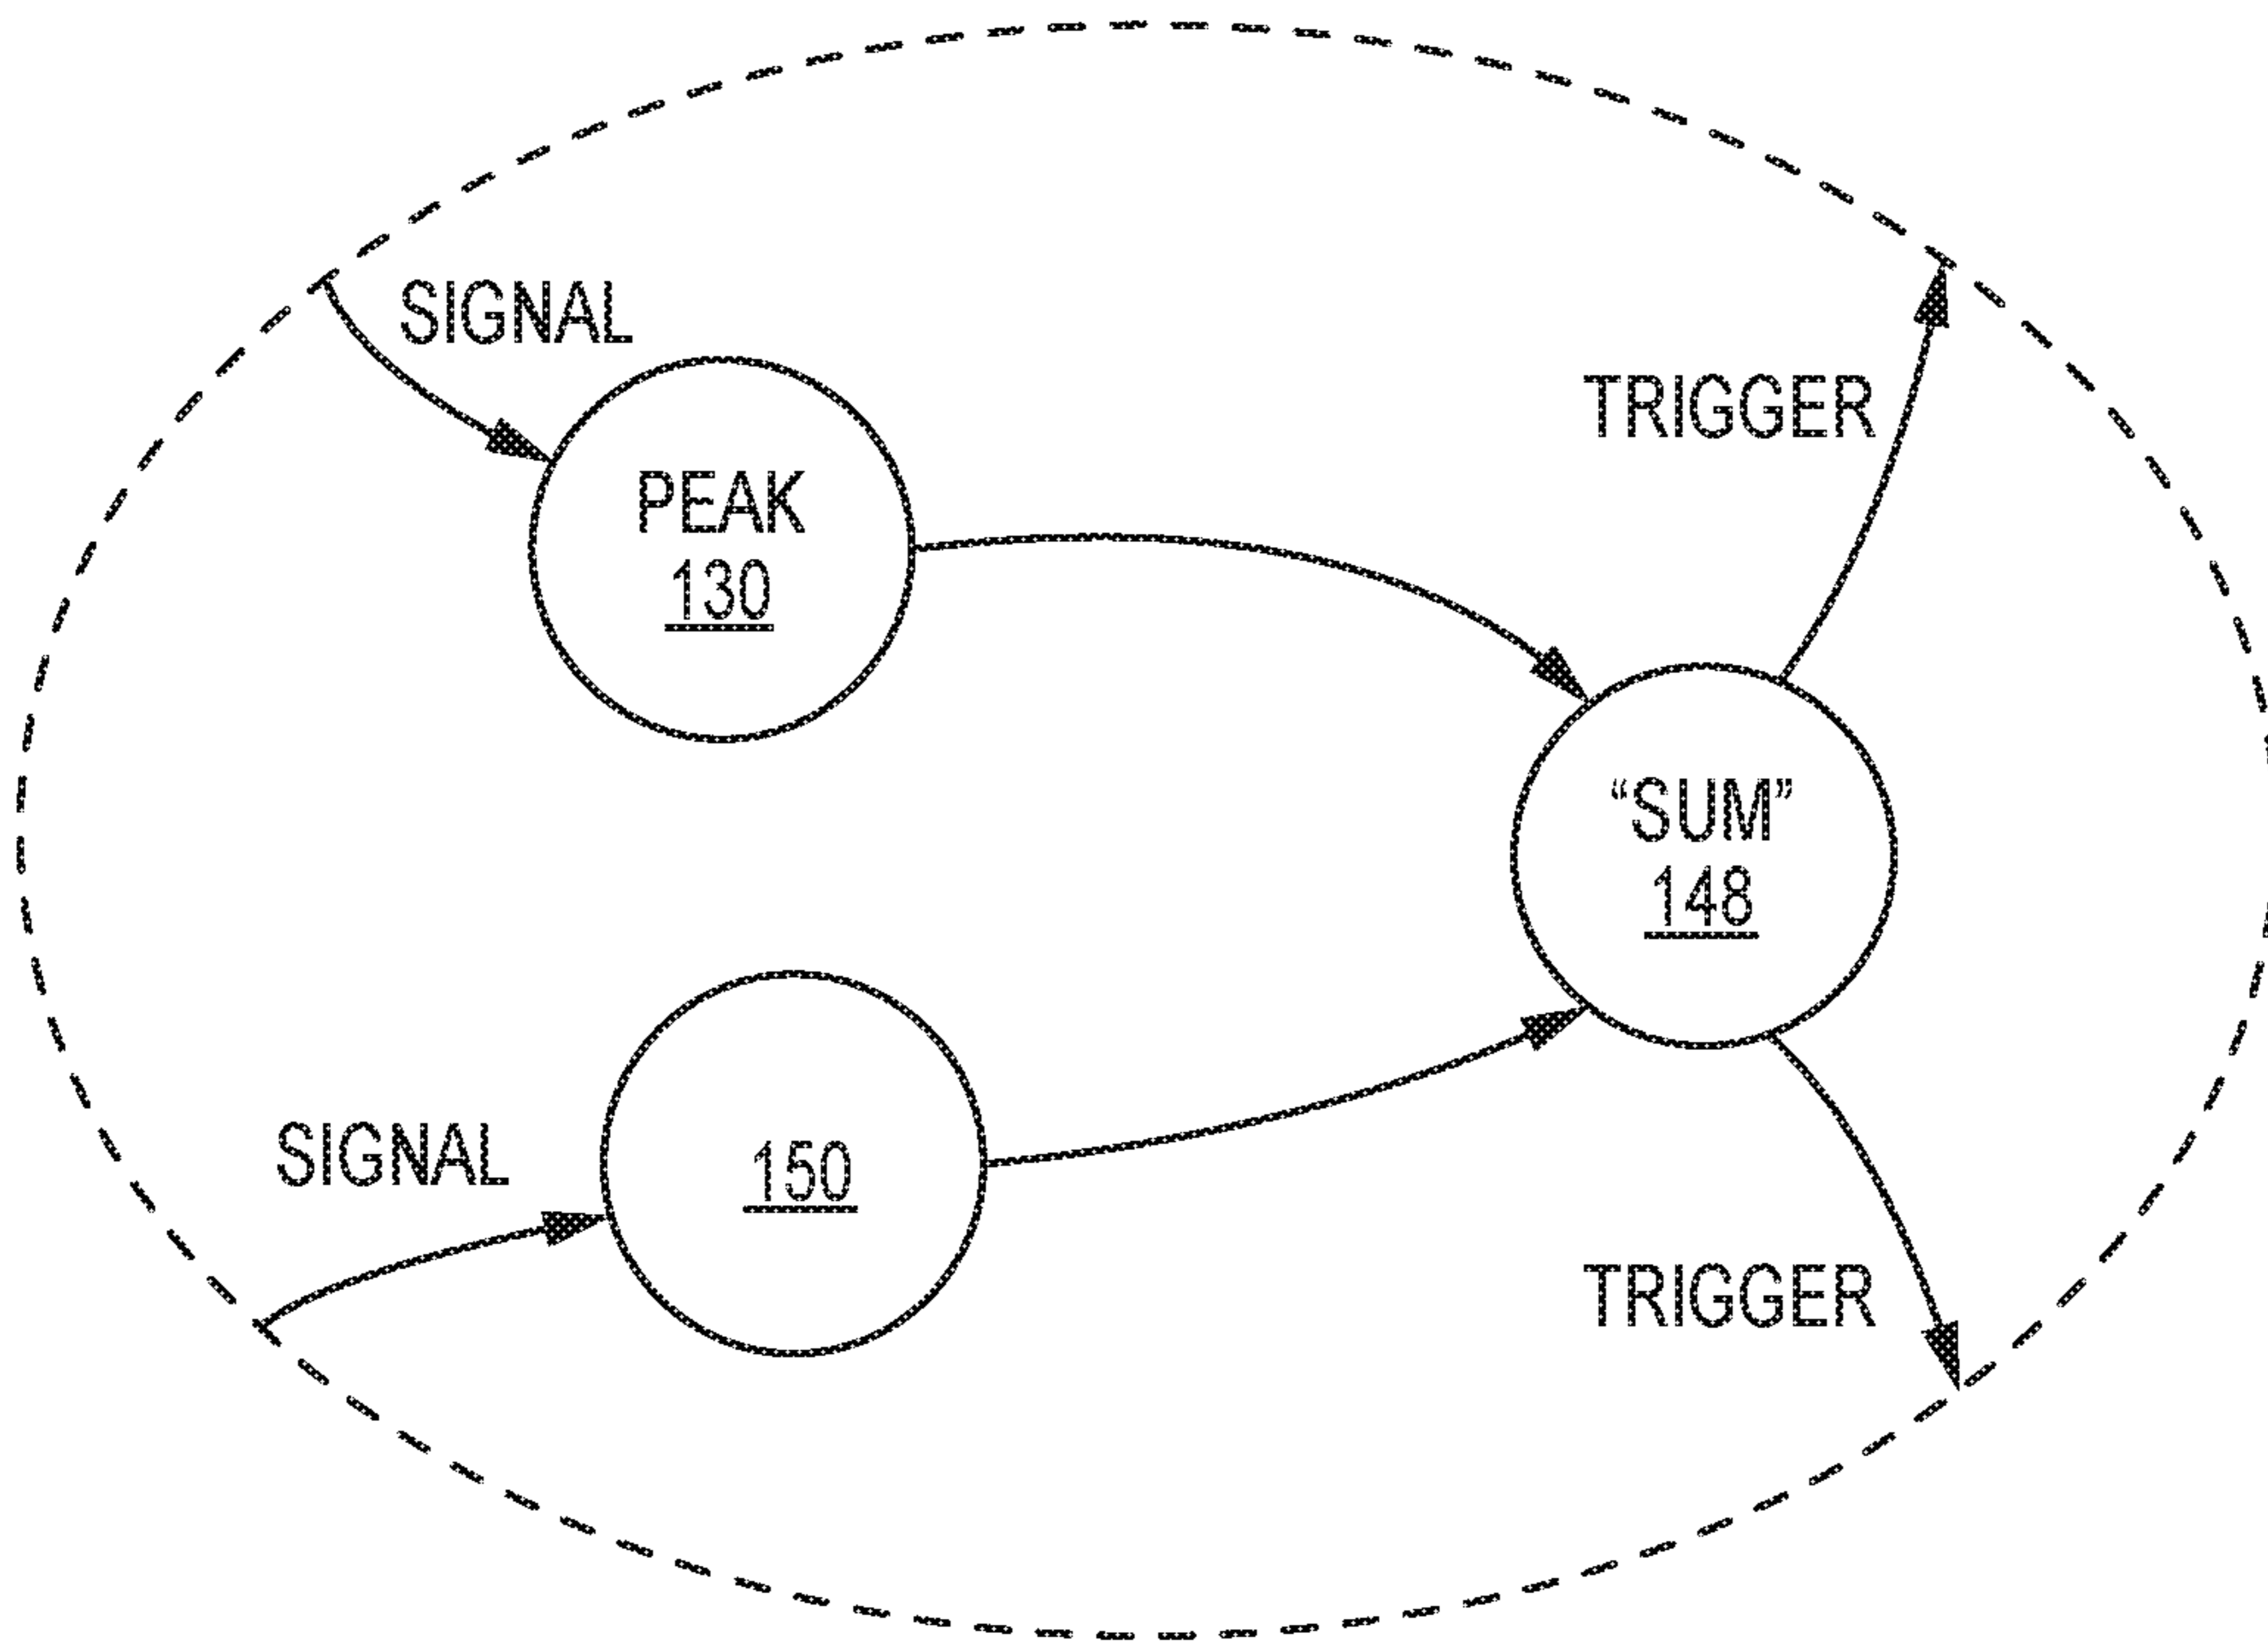 SIGNAL
TRIGGER
PEAK
130
“SUM”
148
SIGNAL
150
TRIGGER